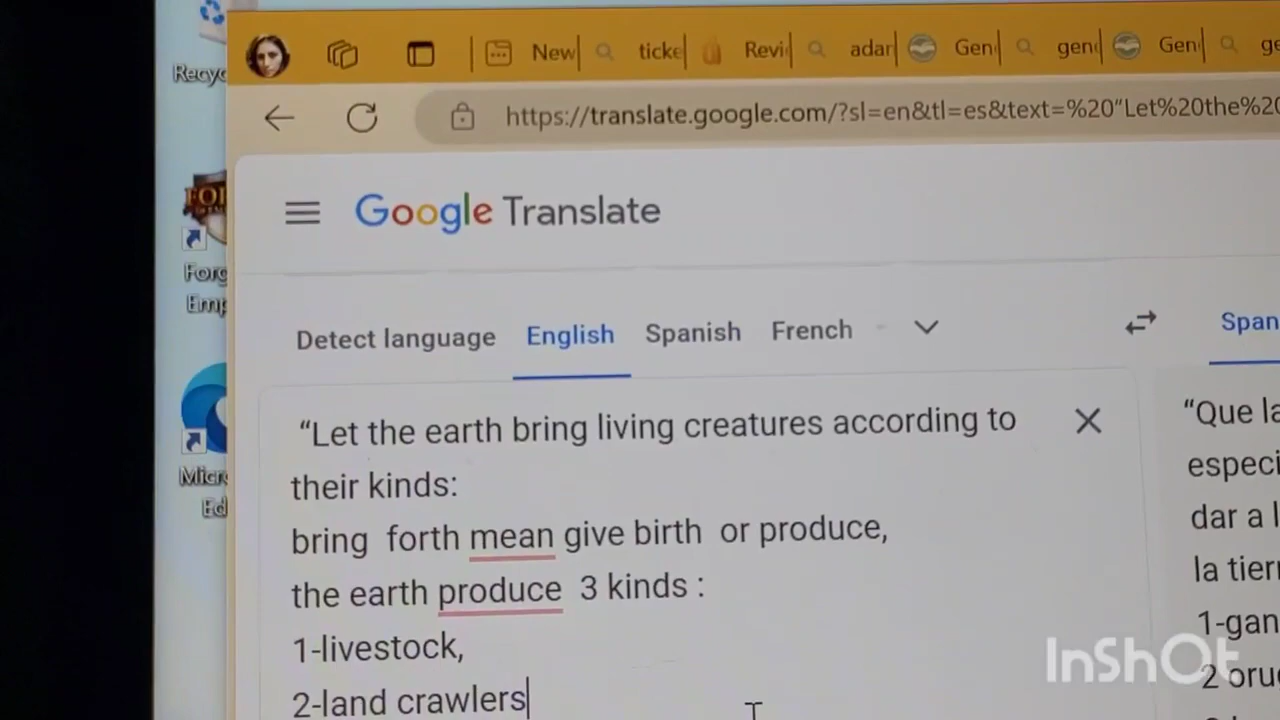 Recyc
New
ticke
Revi
adar
Gen
gen
Gen
ge
https://translate.google.com/?sl=en&tl=es&text=%20"Let%20the%20
Google Translate
Forg
Emp
Detect language English Spanish French
Span
“Let the earth bring living creatures according to
their kinds:
bring forth mean give birth or produce,
the earth produce 3 kinds :
1-livestock,
2-land crawlers
“Que la
especi
dar a l
la tierr
1-gan
2 oru
Micr
Ed
InShOt